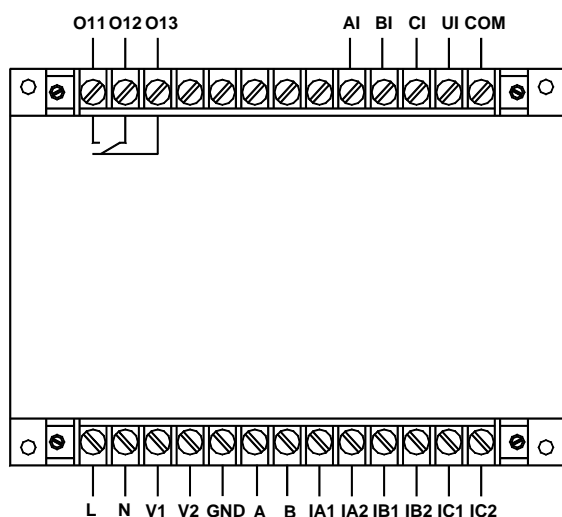 O11 O12 O13 AI BI CI UI COM
L N V1 V2 GND A B IA1 IA2 IB1 IB2 IC1 IC2